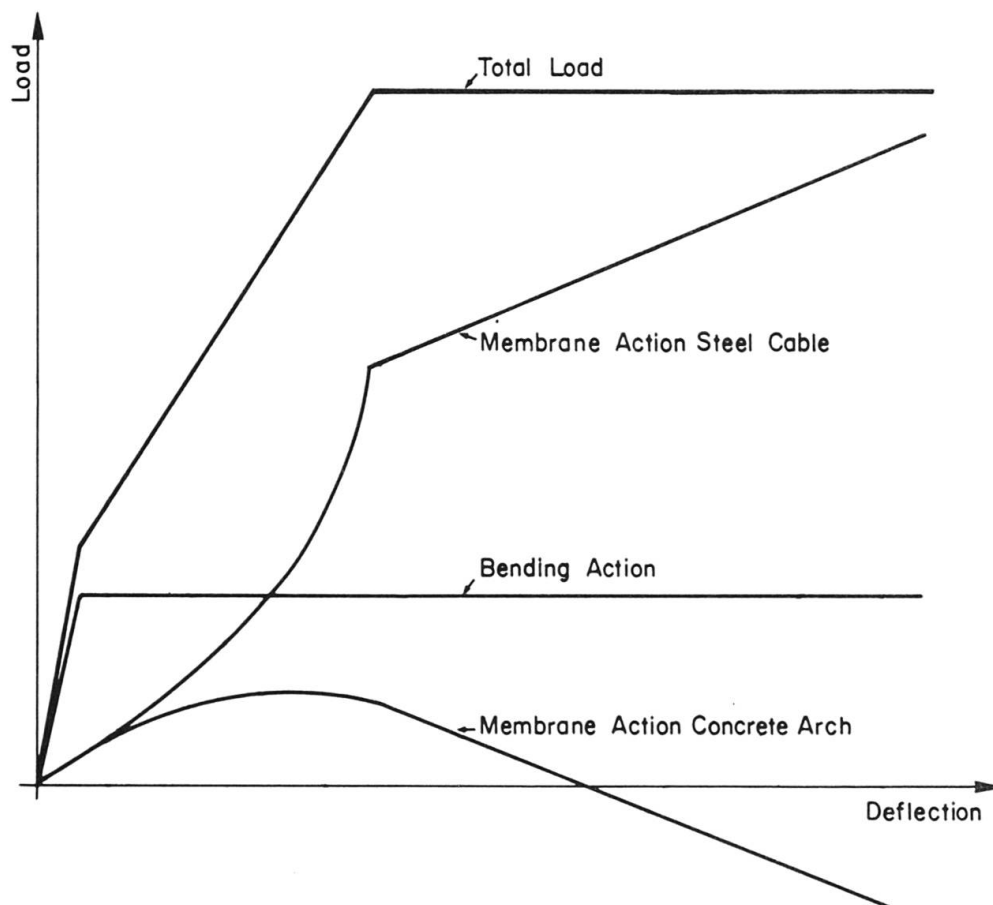 Load
Total Load
Membrane Action Steel Cable
Bending Action
Membrane Action Concrete Arch
Deflection